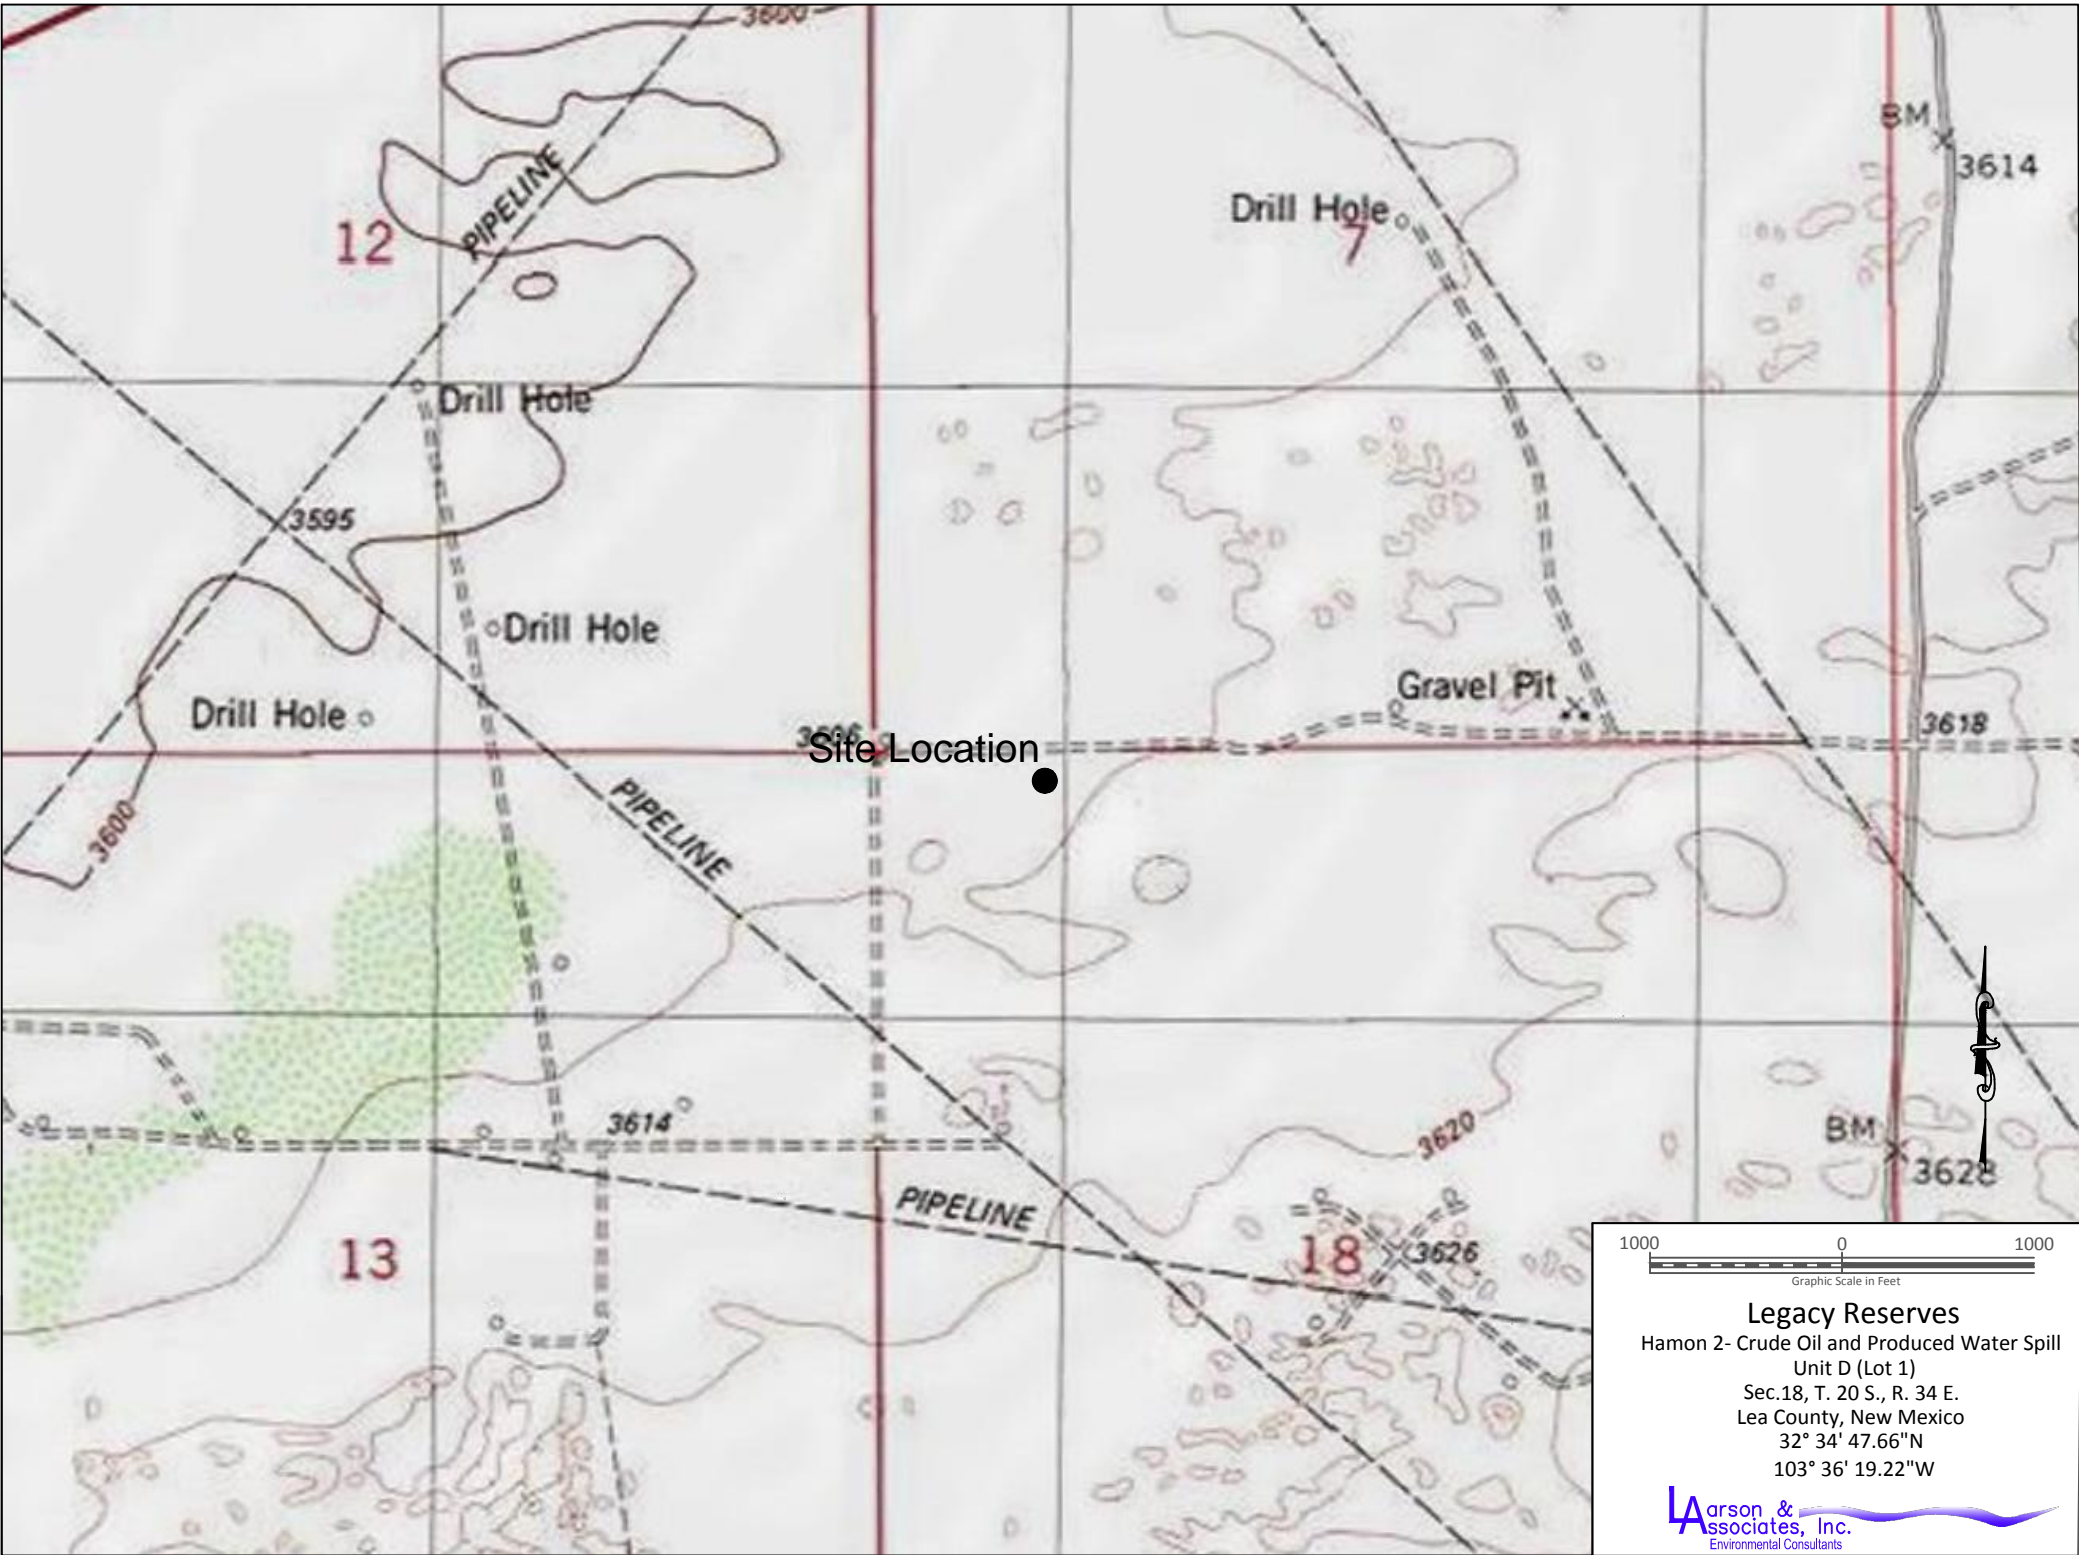 3600
BM
3614
PIPELINE
Drill Hole
12
7
Drill Hole
3595
Drill Hole
Gravel Pit
Drill Hole
3618
Site Location
PIPELINE
3600
3614
3620
BM
3628
PIPELINE
13
18
3626
1000 0 1000
Graphic Scale in Feet
Legacy Reserves
Hamon 2- Crude Oil and Produced Water Spill
Unit D (Lot 1)
Sec.18, T. 20 S., R. 34 E.
Lea County, New Mexico
32° 34' 47.66"N
103° 36' 19.22"W
Larson &
Associates, Inc.
Environmental Consultants